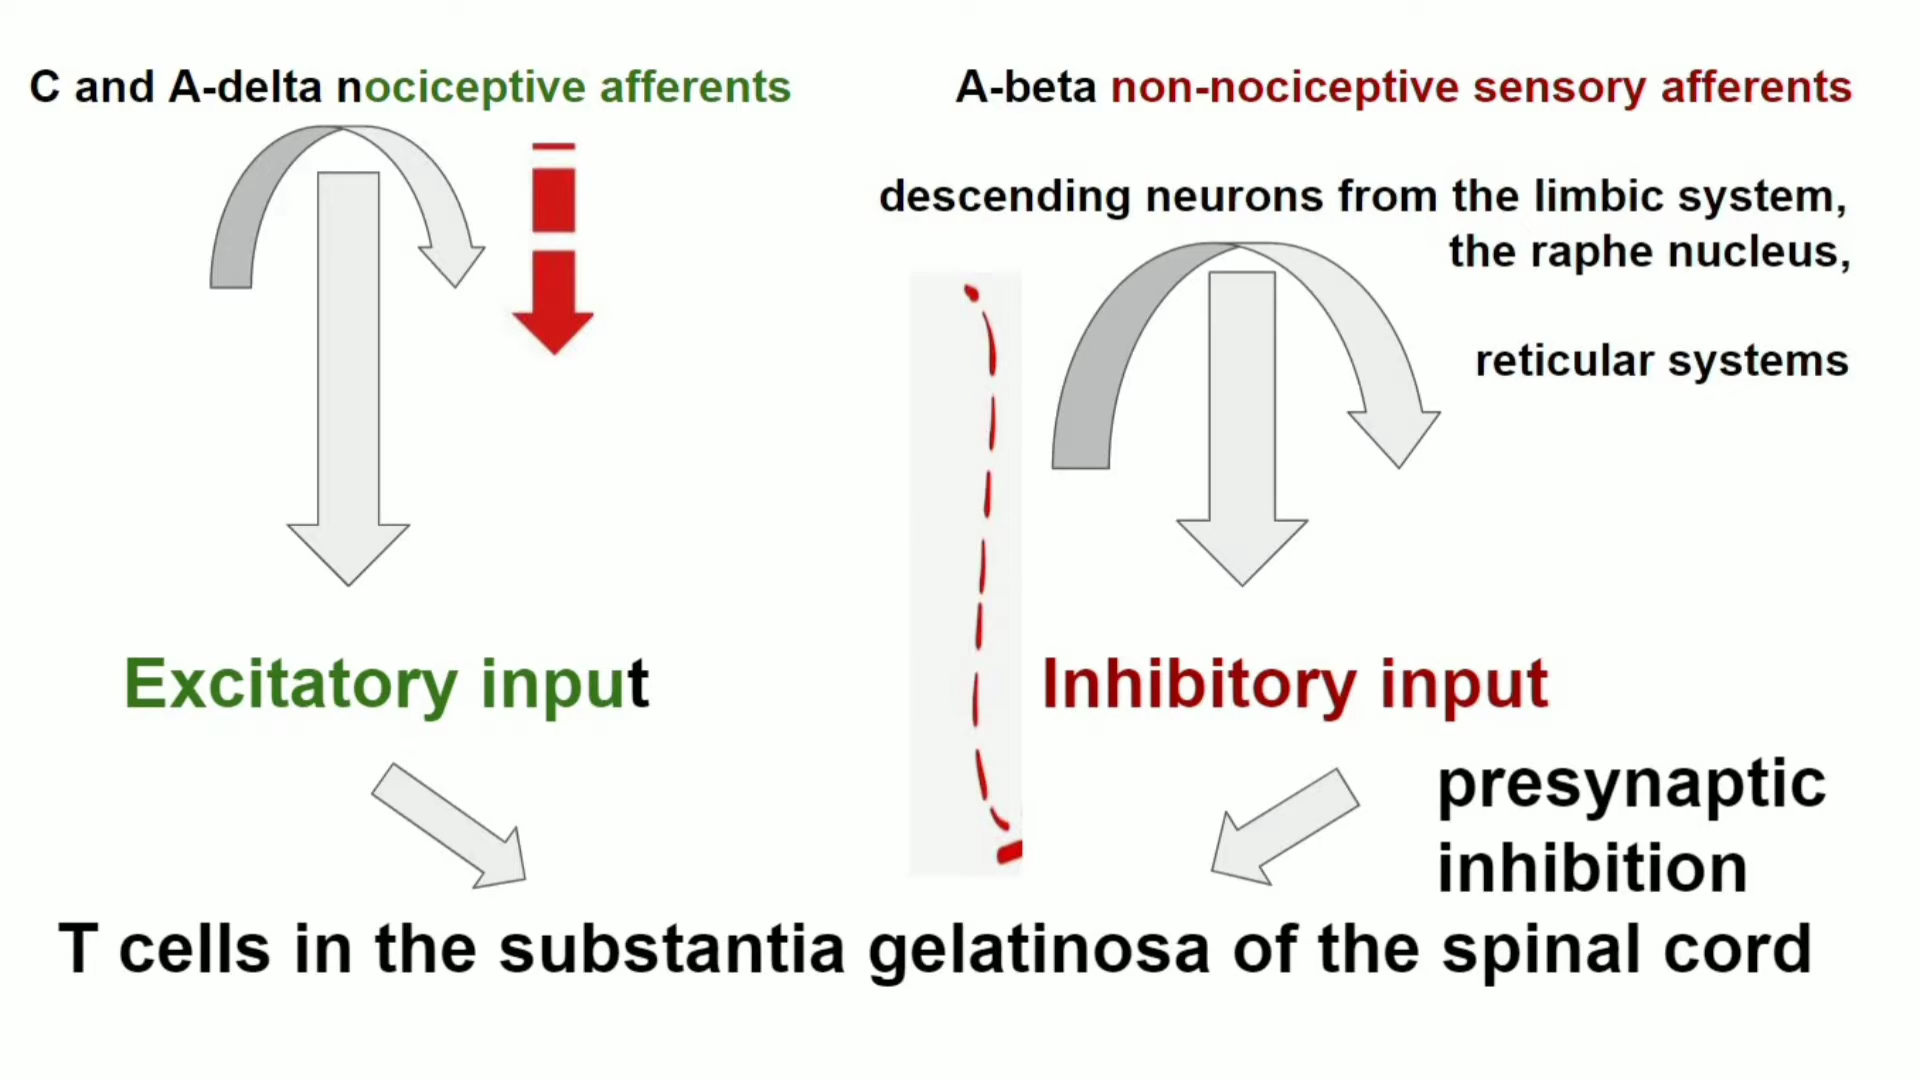 C and A-delta nociceptive afferents
A-beta non-nociceptive sensory afferents
descending neurons from the limbic system,
the raphe nucleus,
reticular systems
Excitatory input
Inhibitory input
presynaptic
inhibition
T cells in the substantia gelatinosa of the spinal cord